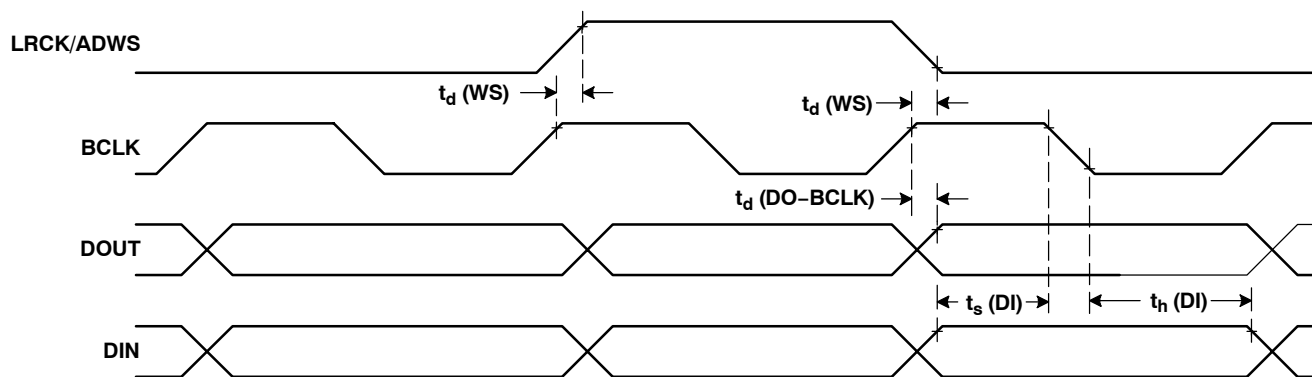 LRCK/ADWS
t_d (WS)
t_d (WS)
BCLK
t_d (DO−BCLK)
DOUT
t_s (DI)
t_h (DI)
DIN